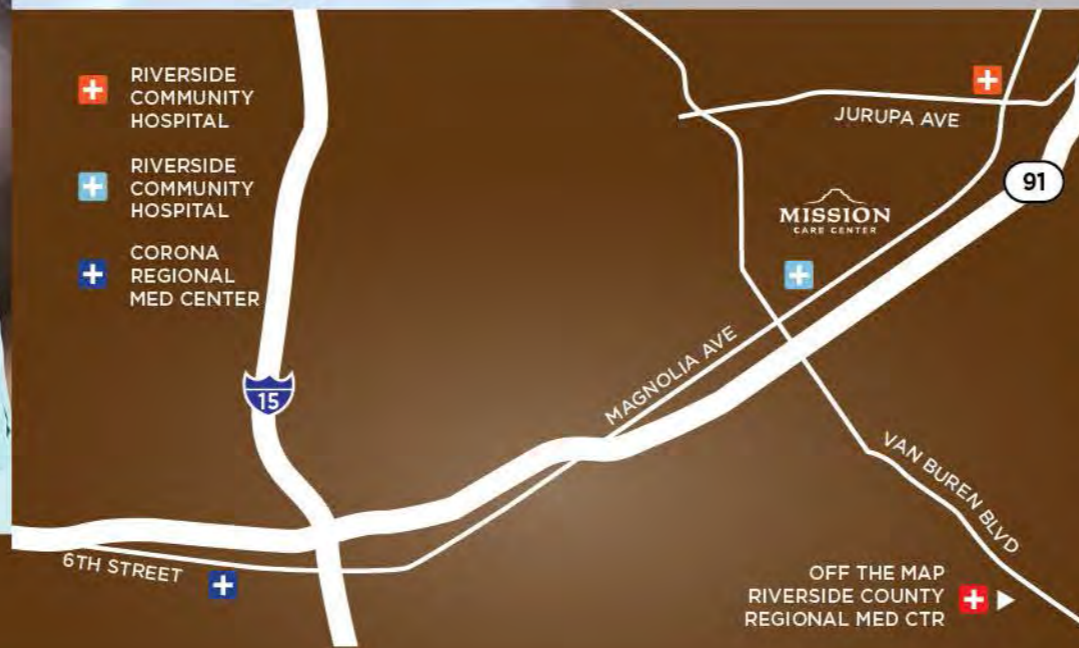 RIVERSIDE
COMMUNITY
HOSPITAL
RIVERSIDE
COMMUNITY
HOSPITAL
CORONA
REGIONAL
MED CENTER
15
JURUPA AVE
91
MISSION
CARE CENTER
MAGNOLIA AVE
VAN BUREN BLVD
6TH STREET
OFF THE MAP
RIVERSIDE COUNTY
REGIONAL MED CTR